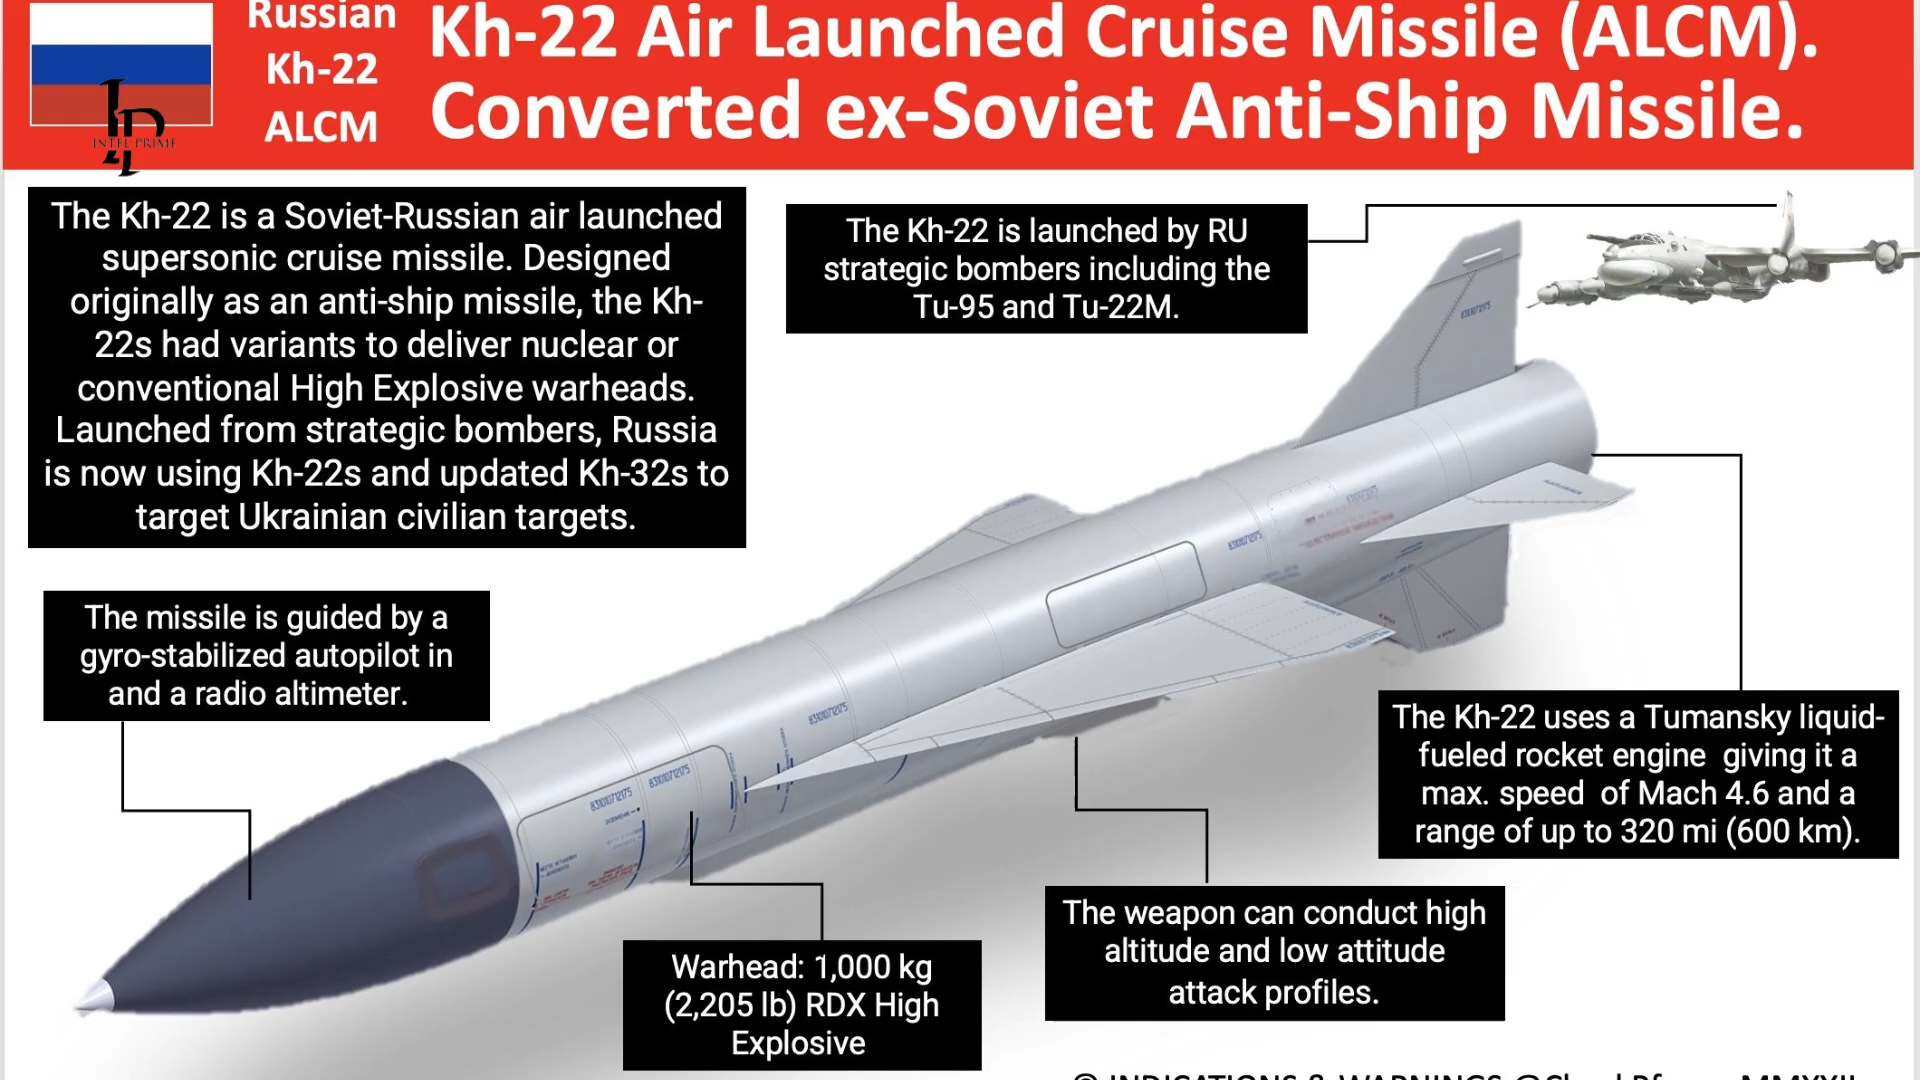 Russian
Kh-22
ALCM
Kh-22 Air Launched Cruise Missile (ALCM).
Converted ex-Soviet Anti-Ship Missile.
INTEL PRIME
The Kh-22 is a Soviet-Russian air launched
supersonic cruise missile. Designed
originally as an anti-ship missile, the Kh-
22s had variants to deliver nuclear or
conventional High Explosive warheads.
Launched from strategic bombers, Russia
is now using Kh-22s and updated Kh-32s to
target Ukrainian civilian targets.
The Kh-22 is launched by RU
strategic bombers including the
Tu-95 and Tu-22M.
The missile is guided by a
gyro-stabilized autopilot in
and a radio altimeter.
The Kh-22 uses a Tumansky liquid-
fueled rocket engine giving it a
max. speed of Mach 4.6 and a
range of up to 320 mi (600 km).
The weapon can conduct high
altitude and low attitude
attack profiles.
Warhead: 1,000 kg
(2,205 lb) RDX High
Explosive
83100712175
83100712175
83100712175
83100712175
© INDICATIONS & WARNINGS